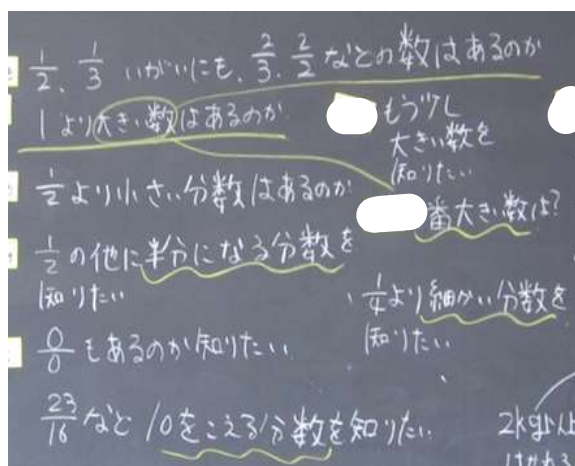 1/2、1/3 いがいにも、2/3、2/2 などの数はあるのか
1より大きい数はあるのか
1/2より小さい分数はあるのか
1/2の他に半分になる分数を
知りたい
0/0もあるのか知りたい
23/16など10をこえる分数を知りたい
もう少し
大きい数を
知りたい
番大きい数は?
1/4より細かい分数を
知りたい
2kg以上